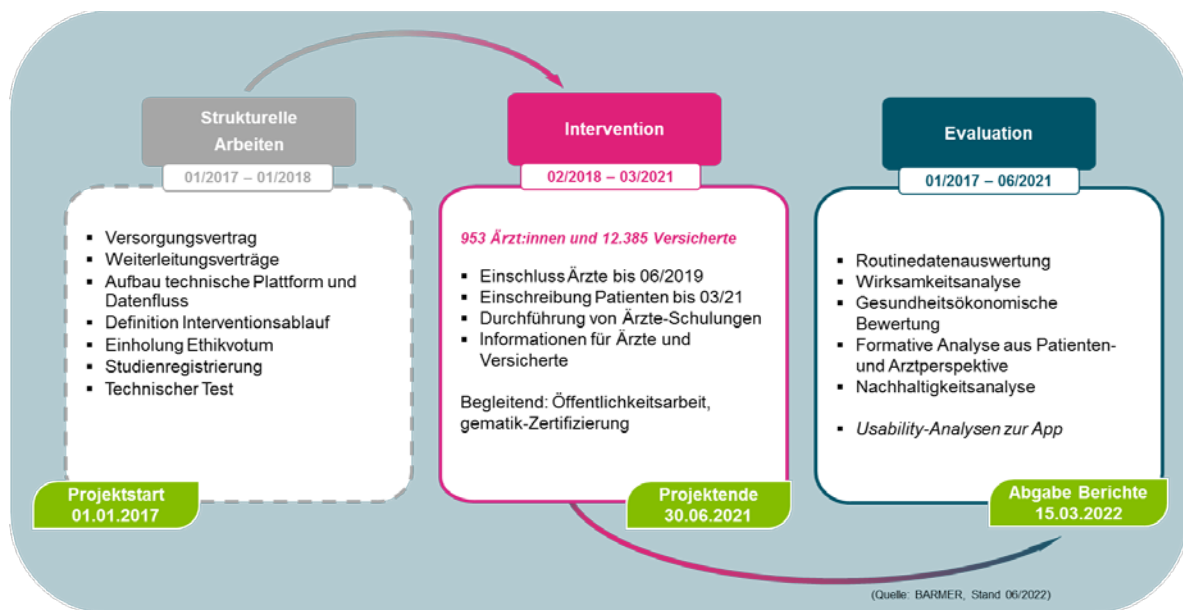 Strukturelle
Arbeiten
01/2017 – 01/2018
▪ Versorgungsvertrag
▪ Weiterleitungsverträge
▪ Aufbau technische Plattform und
Datenfluss
▪ Definition Interventionsablauf
▪ Einholung Ethikvotum
▪ Studienregistrierung
▪ Technischer Test
Projektstart
01.01.2017
Intervention
02/2018 – 03/2021
953 Ärzt:innen und 12.385 Versicherte
▪ Einschluss Ärzte bis 06/2019
▪ Einschreibung Patienten bis 03/21
▪ Durchführung von Ärzte-Schulungen
▪ Informationen für Ärzte und
Versicherte
Begleitend: Öffentlichkeitsarbeit,
gematik-Zertifizierung
Projektende
30.06.2021
Evaluation
01/2017 – 06/2021
▪ Routinedatenauswertung
▪ Wirksamkeitsanalyse
▪ Gesundheitsökonomische
Bewertung
▪ Formative Analyse aus Patienten-
und Arztperspektive
▪ Nachhaltigkeitsanalyse
▪ Usability-Analysen zur App
Abgabe Berichte
15.03.2022
(Quelle: BARMER, Stand 06/2022)